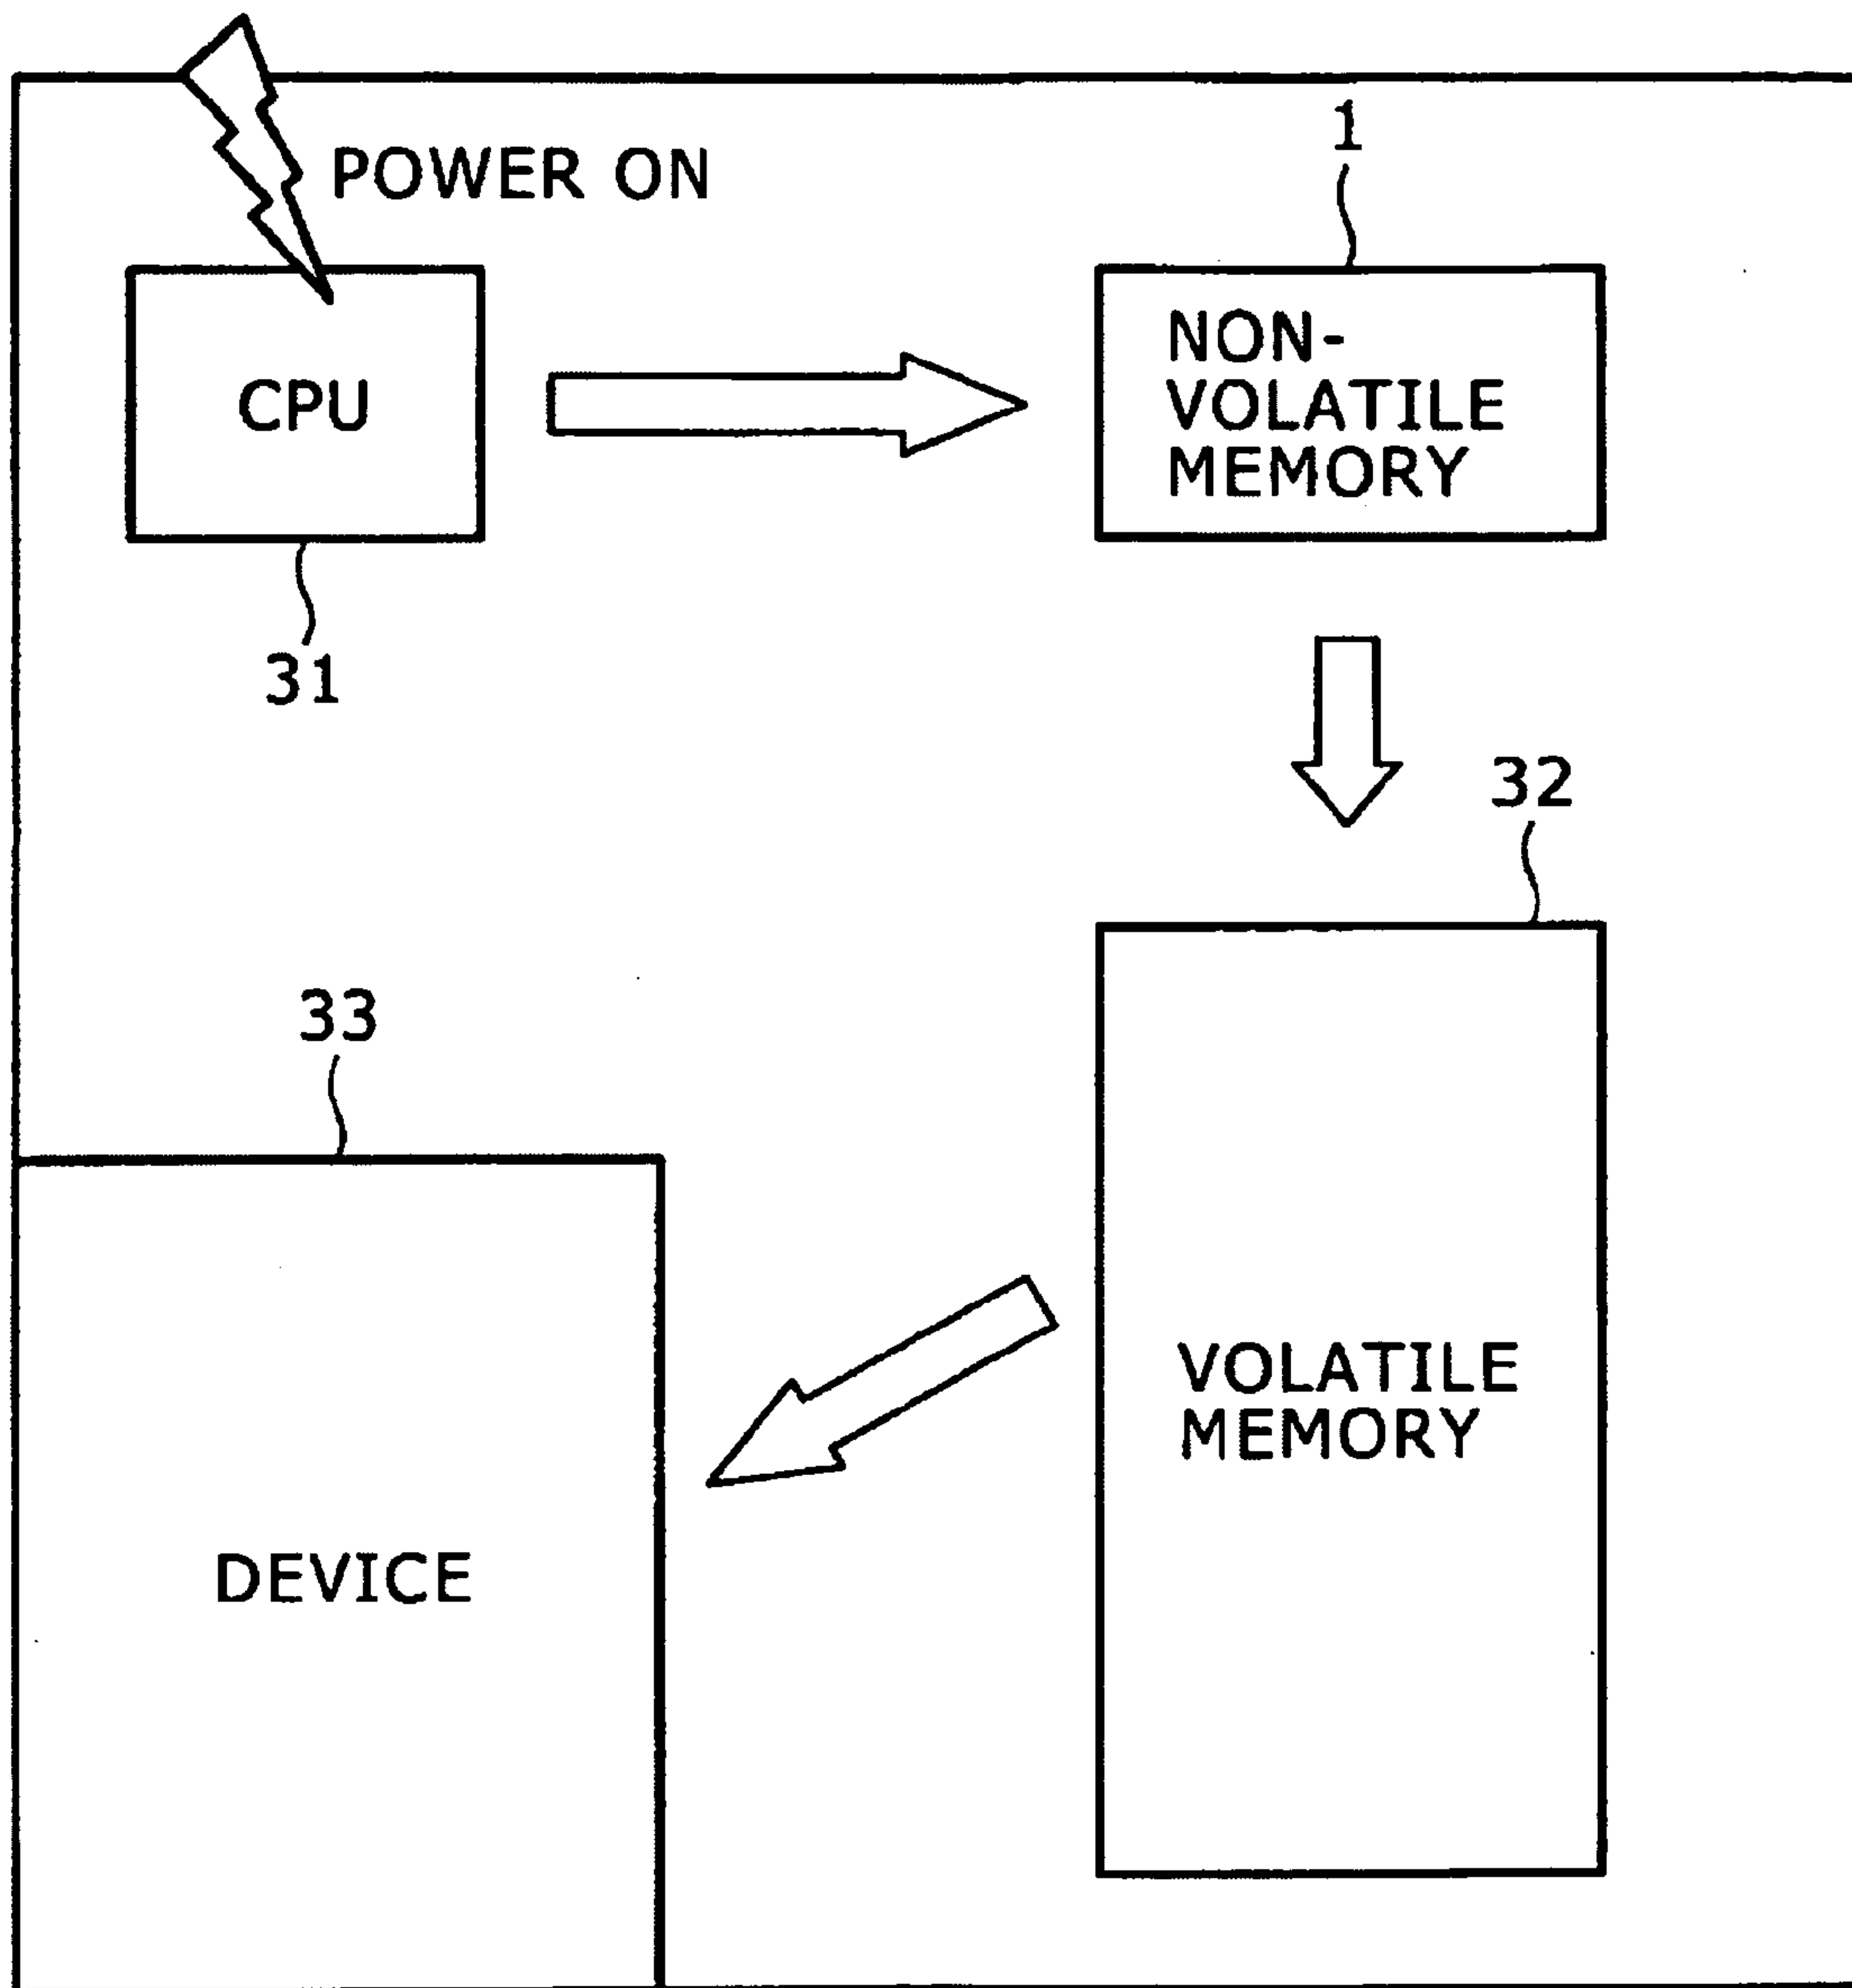 POWER ON
1
CPU
NON-
VOLATILE
MEMORY
31
32
33
VOLATILE
MEMORY
DEVICE